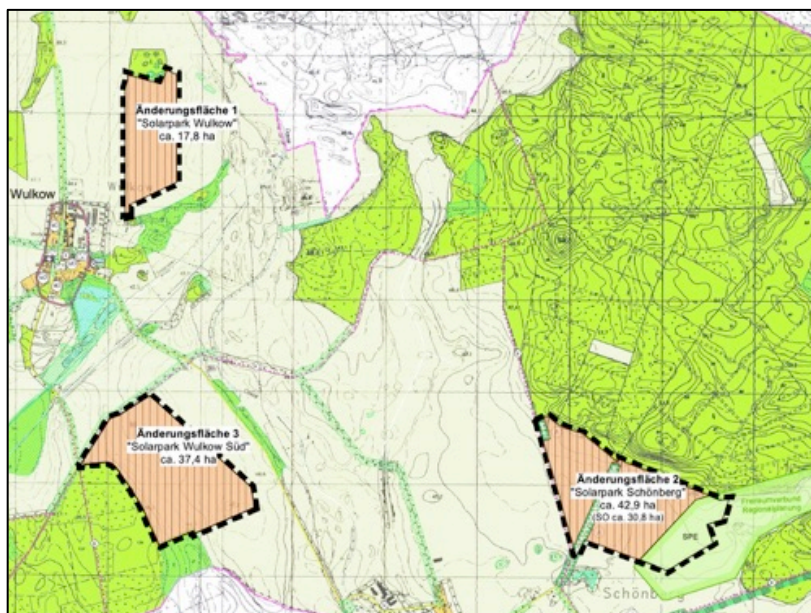 Änderungsfläche 1
"Solarpark Wulkow"
ca. 17,8 ha
Wulkow
Änderungsfläche 3
"Solarpark Wulkow Süd"
ca. 37,4 ha
Änderungsfläche 2
"Solarpark Schönberg"
ca. 42,9 ha
(SO ca. 30,8 ha)
SPE
Freiraumverbund
Schönberg